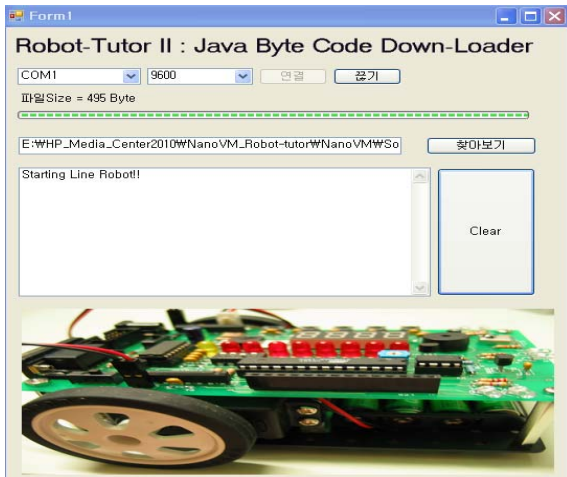 Form1
Robot-Tutor II : Java Byte Code Down-Loader
COM1 9600 연결 끊기
파일Size = 495 Byte
E:₩HP_Media_Center2010₩NanoVM_Robot-tutor₩NanoVM₩So 찾아보기
Starting Line Robot!!
Clear